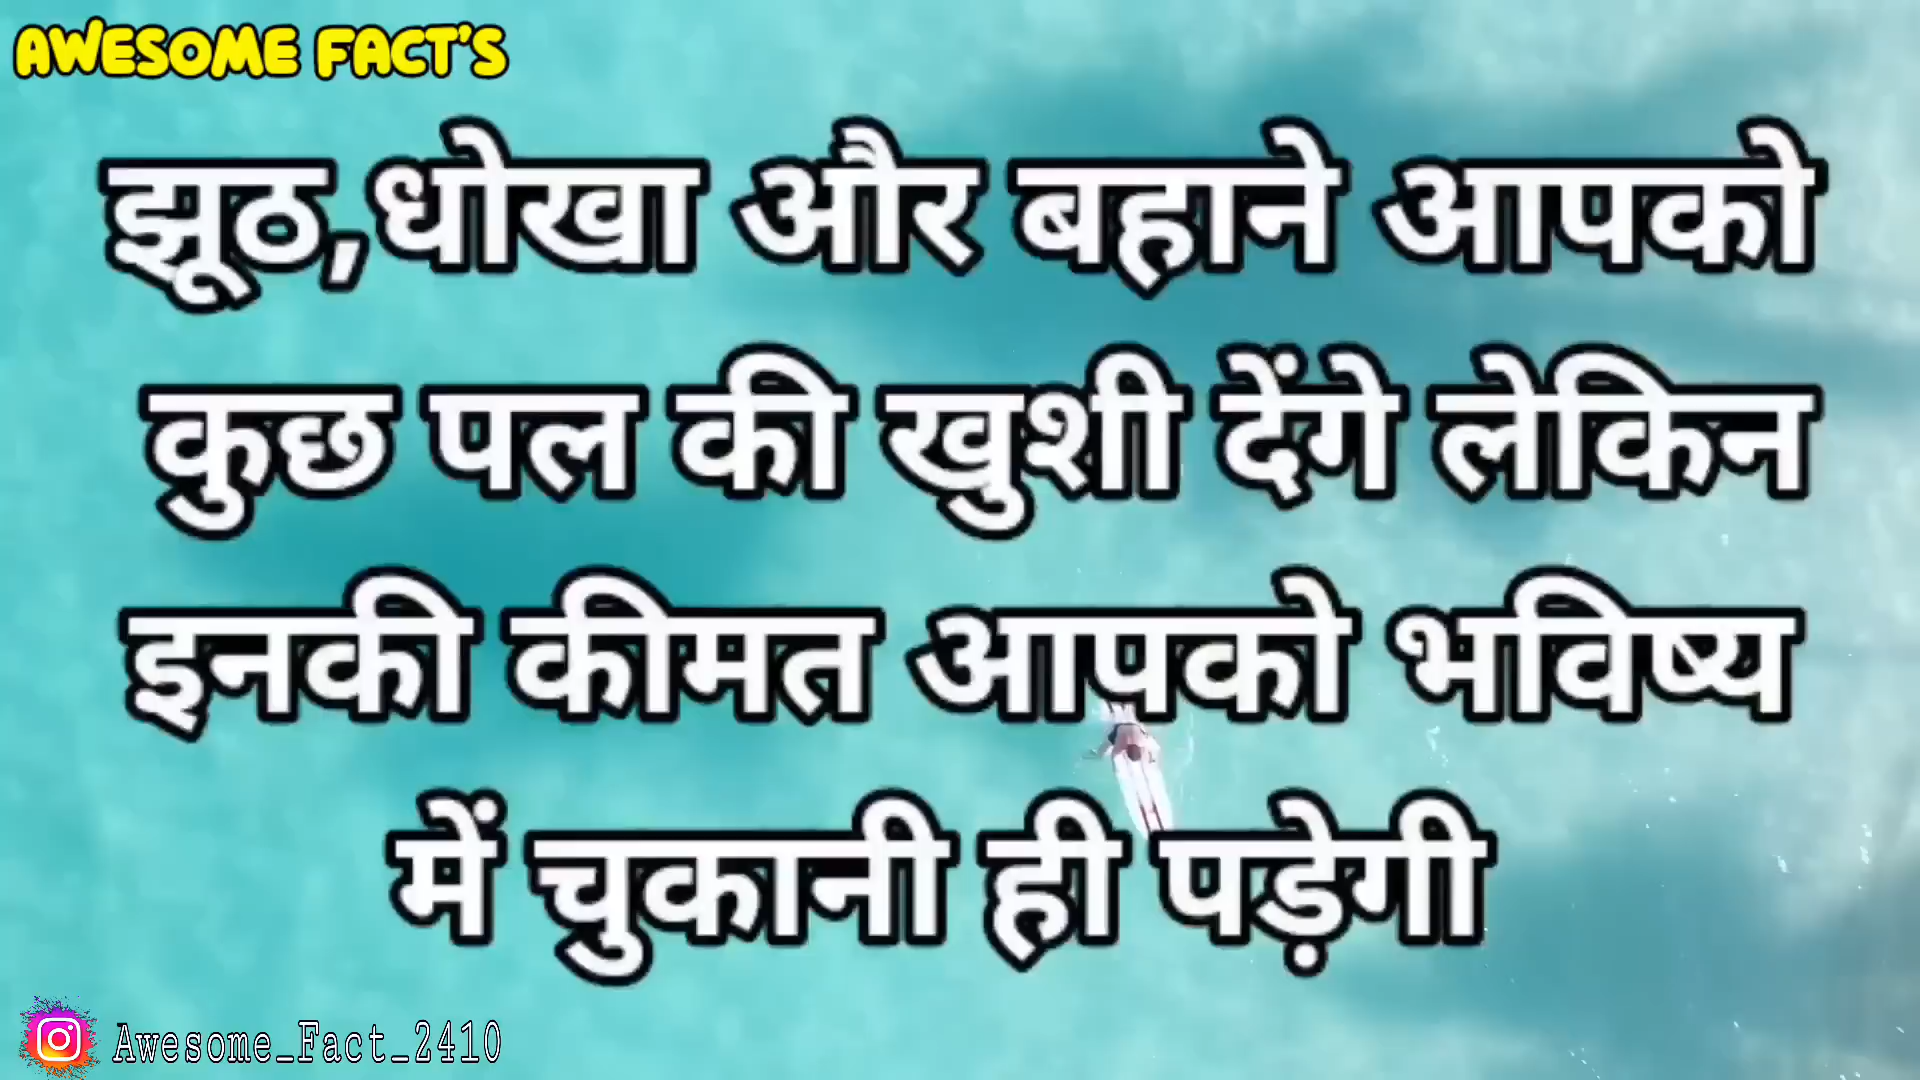 AWESOME FACT'S
झूठ,धोखा और बहाने आपको
कुछ पल की खुशी देंगे लेकिन
इनकी कीमत आपको भविष्य
में चुकानी ही पड़ेगी
Awesome_Fact_2410